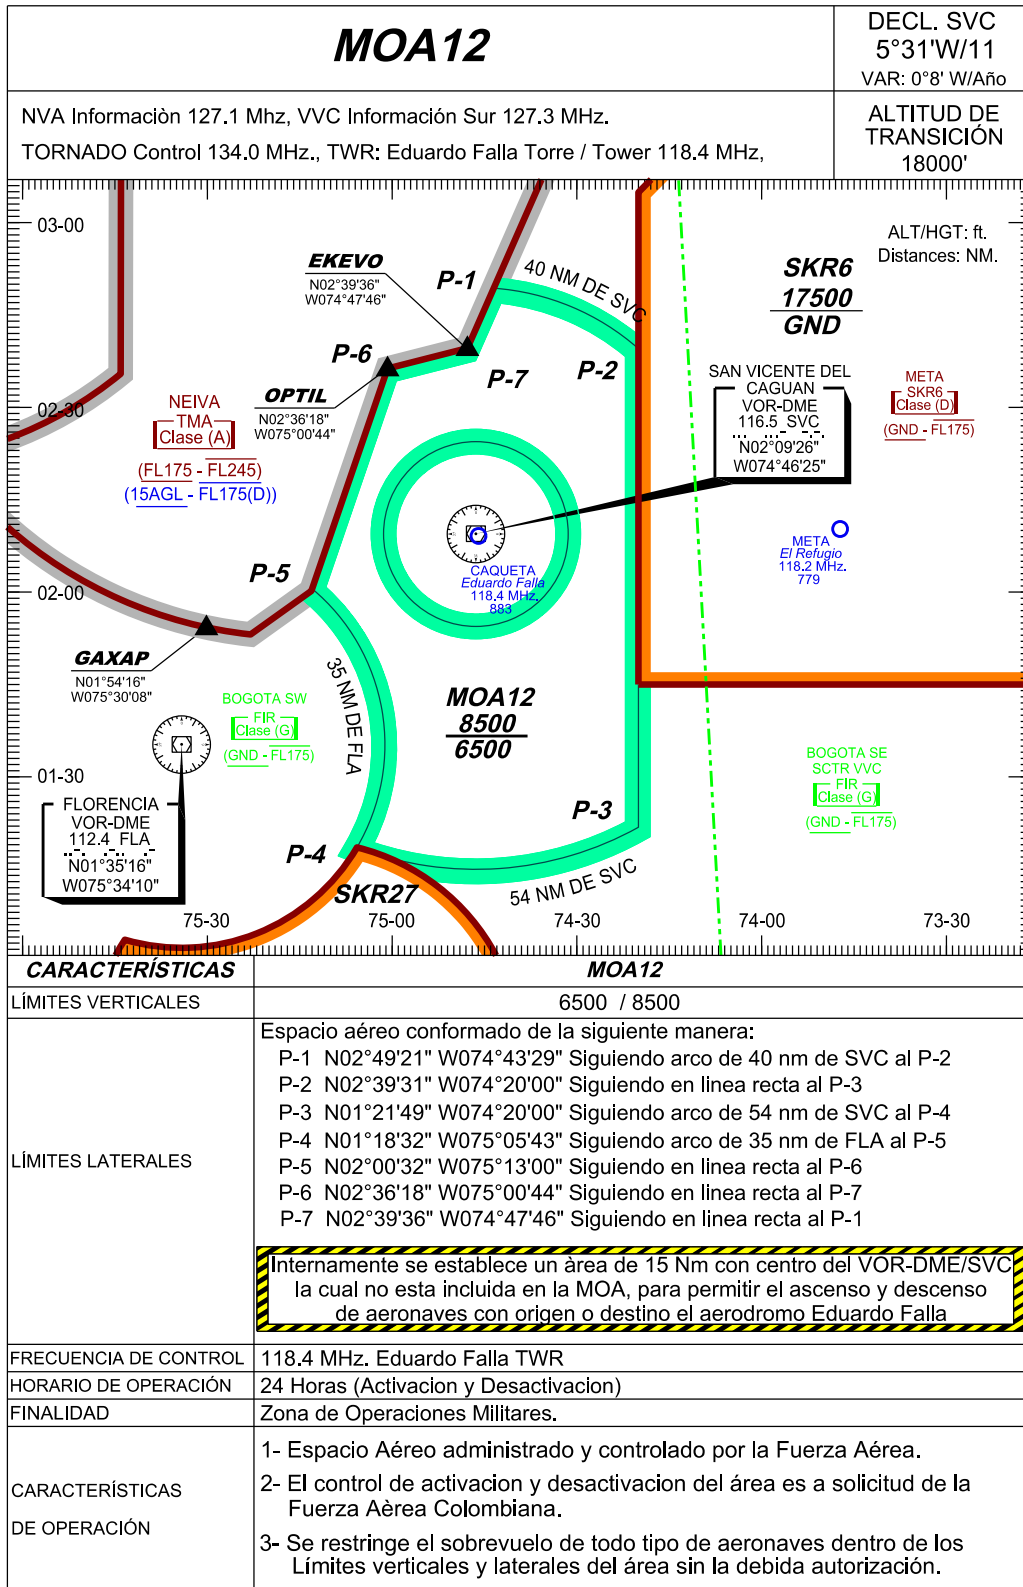 MOA12
DECL. SVC
5°31'W/11
VAR: 0°8' W/Año
NVA Informaciòn 127.1 Mhz, VVC Información Sur 127.3 MHz.
TORNADO Control 134.0 MHz., TWR: Eduardo Falla Torre / Tower 118.4 MHz,
ALTITUD DE
TRANSICIÓN
18000'
03-00
02-30
02-00
01-30
ALT/HGT: ft.
Distances: NM.
EKEVO
N02°39'36"
W074°47'46"
P-1
40 NM DE SVC
SKR6
17500
GND
P-6
P-7
P-2
OPTIL
N02°36'18"
W075°00'44"
SAN VICENTE DEL
CAGUAN
VOR-DME
116.5 SVC
N02°09'26"
W074°46'25"
META
SKR6
Clase (D)
(GND - FL175)
NEIVA
TMA
Clase (A)
(FL175 - FL245)
(15AGL - FL175(D))
META
El Refugio
118.2 MHz.
779
P-5
CAQUETA
Eduardo Falla
118.4 MHz.
883
GAXAP
N01°54'16"
W075°30'08"
35 NM DE FLA
BOGOTA SW
FIR
Clase (G)
(GND - FL175)
MOA12
8500
6500
BOGOTA SE
SCTR VVC
FIR
Clase (G)
(GND - FL175)
FLORENCIA
VOR-DME
112.4 FLA
N01°35'16"
W075°34'10"
P-3
P-4
SKR27
54 NM DE SVC
75-30
75-00
74-30
74-00
73-30
CARACTERÍSTICAS
MOA12
LÍMITES VERTICALES
6500 / 8500
LÍMITES LATERALES
Espacio aéreo conformado de la siguiente manera:
P-1 N02°49'21" W074°43'29" Siguiendo arco de 40 nm de SVC al P-2
P-2 N02°39'31" W074°20'00" Siguiendo en linea recta al P-3
P-3 N01°21'49" W074°20'00" Siguiendo arco de 54 nm de SVC al P-4
P-4 N01°18'32" W075°05'43" Siguiendo arco de 35 nm de FLA al P-5
P-5 N02°00'32" W075°13'00" Siguiendo en linea recta al P-6
P-6 N02°36'18" W075°00'44" Siguiendo en linea recta al P-7
P-7 N02°39'36" W074°47'46" Siguiendo en linea recta al P-1
Internamente se establece un àrea de 15 Nm con centro del VOR-DME/SVC
la cual no esta incluida en la MOA, para permitir el ascenso y descenso
de aeronaves con origen o destino el aerodromo Eduardo Falla
FRECUENCIA DE CONTROL
118.4 MHz. Eduardo Falla TWR
HORARIO DE OPERACIÓN
24 Horas (Activacion y Desactivacion)
FINALIDAD
Zona de Operaciones Militares.
CARACTERÍSTICAS
DE OPERACIÓN
1- Espacio Aéreo administrado y controlado por la Fuerza Aérea.
2- El control de activacion y desactivacion del área es a solicitud de la
Fuerza Aèrea Colombiana.
3- Se restringe el sobrevuelo de todo tipo de aeronaves dentro de los
Límites verticales y laterales del área sin la debida autorización.